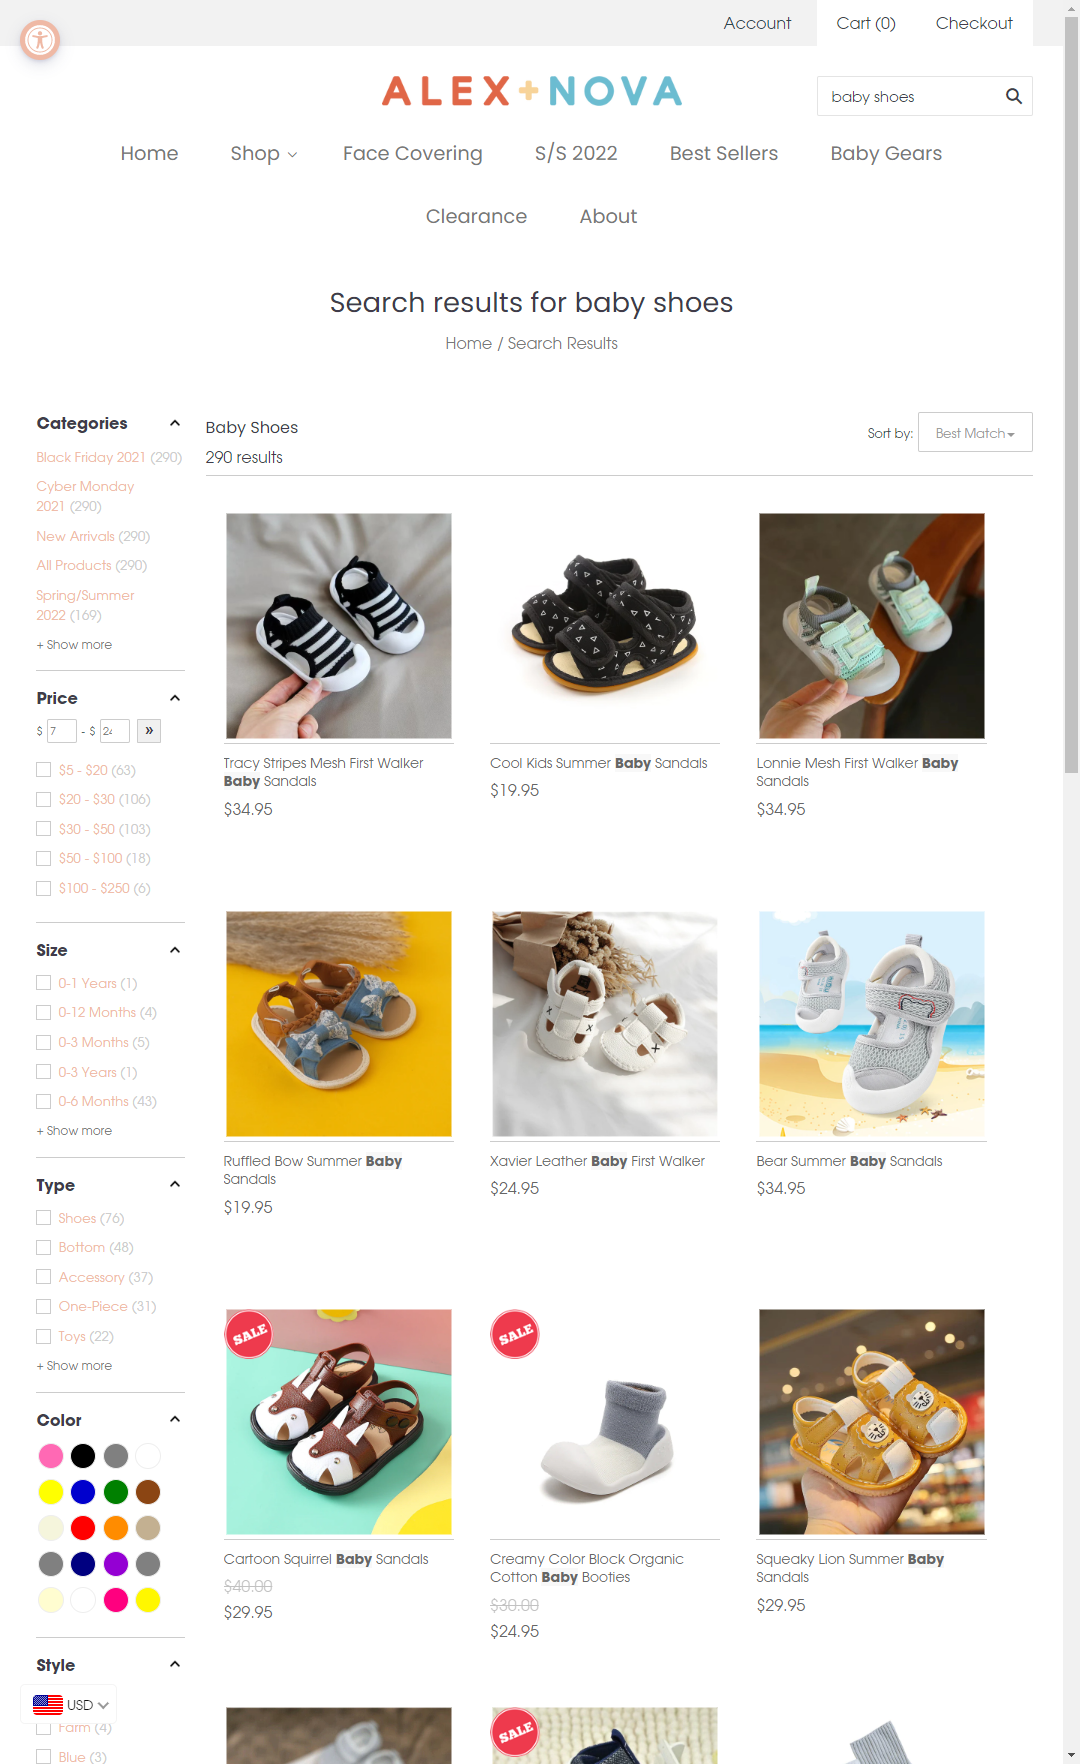 Account
Cart (0)
Checkout
ALEX+NOVA
baby shoes
Home
Shop
Face Covering
S/S 2022
Best Sellers
Baby Gears
Clearance
About
Search results for baby shoes
Home / Search Results
Categories
Black Friday 2021 (290)
Cyber Monday
2021 (290)
New Arrivals (290)
All Products (290)
Spring/Summer
2022 (169)
+ Show more
Price
$ 7 - $ 24 »
$5 - $20 (63)
$20 - $30 (106)
$30 - $50 (103)
$50 - $100 (18)
$100 - $250 (6)
Size
0-1 Years (1)
0-12 Months (4)
0-3 Months (5)
0-3 Years (1)
0-6 Months (43)
+ Show more
Type
Shoes (76)
Bottom (48)
Accessory (37)
One-Piece (31)
Toys (22)
+ Show more
Color
Style
Farm (4)
Blue (3)
USD
Baby Shoes
290 results
Sort by: Best Match
Tracy Stripes Mesh First Walker
Baby Sandals
$34.95
Cool Kids Summer Baby Sandals
$19.95
Lonnie Mesh First Walker Baby
Sandals
$34.95
Ruffled Bow Summer Baby
Sandals
$19.95
Xavier Leather Baby First Walker
$24.95
Bear Summer Baby Sandals
$34.95
SALE
Cartoon Squirrel Baby Sandals
$40.00
$29.95
SALE
Creamy Color Block Organic
Cotton Baby Booties
$30.00
$24.95
Squeaky Lion Summer Baby
Sandals
$29.95
SALE